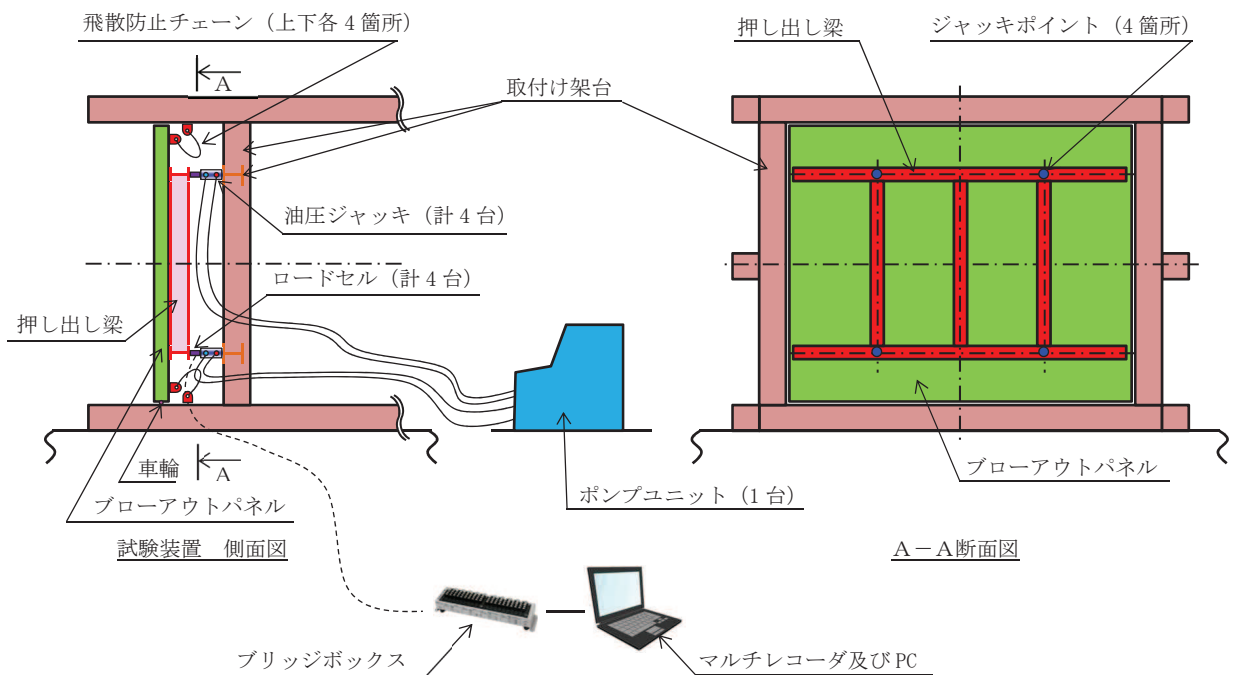 飛散防止チェーン（上下各 4 箇所）
押し出し梁
ジャッキポイント（4 箇所）
A
取付け架台
油圧ジャッキ（計 4 台）
ロードセル（計 4 台）
押し出し梁
車輪
A
ブローアウトパネル
ポンプユニット（1 台）
ブローアウトパネル
試験装置　側面図
A－A断面図
ブリッジボックス
マルチレコーダ及び PC